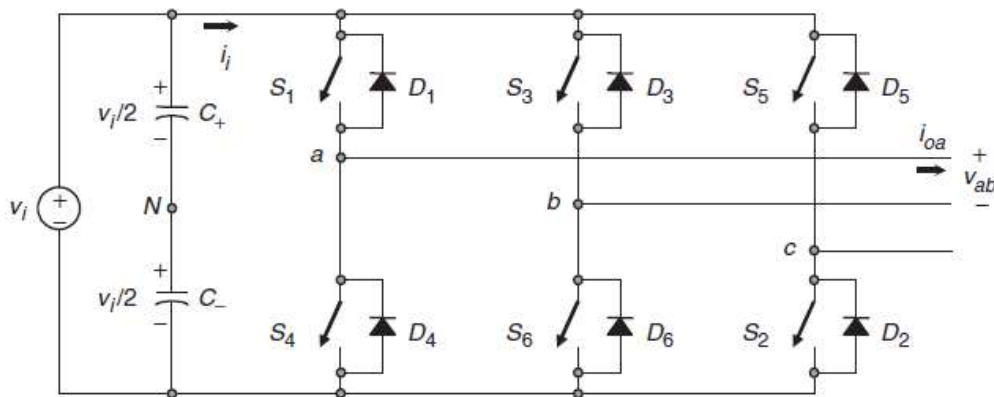 i_i
+
v_i/2 C_+
−
S_1 D_1 S_3 D_3 S_5 D_5
i_oa
a
+
v_ab
−
v_i + −
N
b
c
+
v_i/2 C_−
−
S_4 D_4 S_6 D_6 S_2 D_2